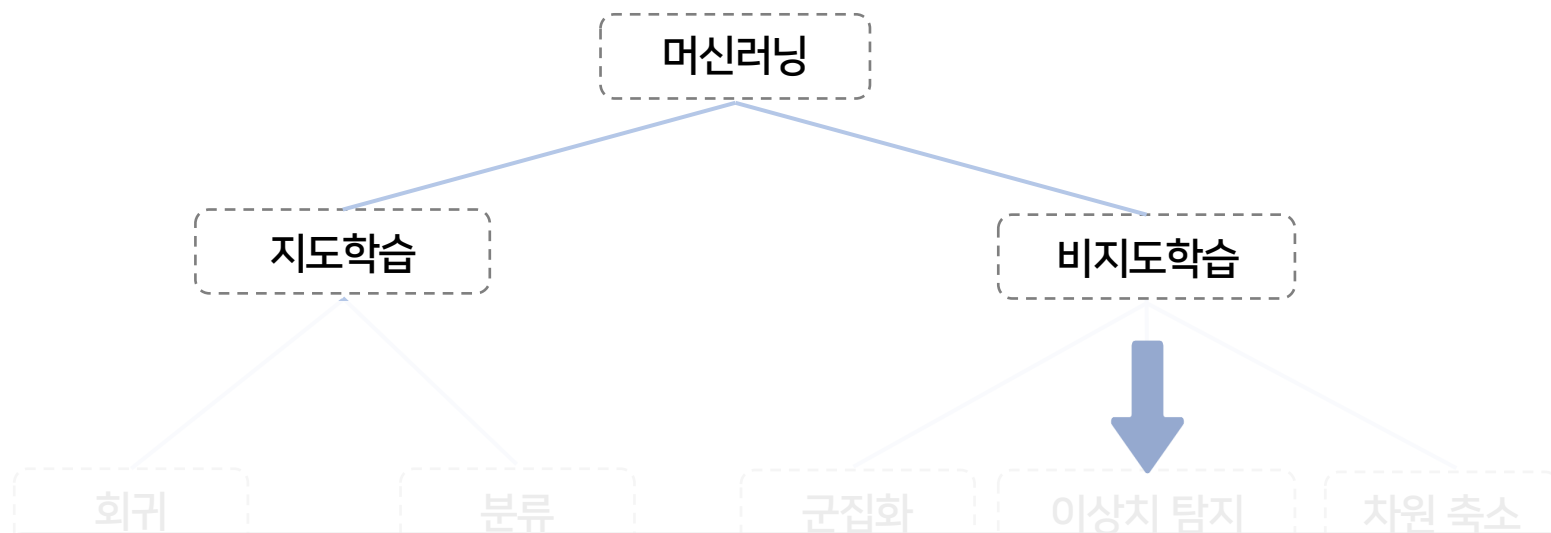 머신러닝
지도학습
비지도학습
회귀
분류
군집화
이상치 탐지
차원 축소